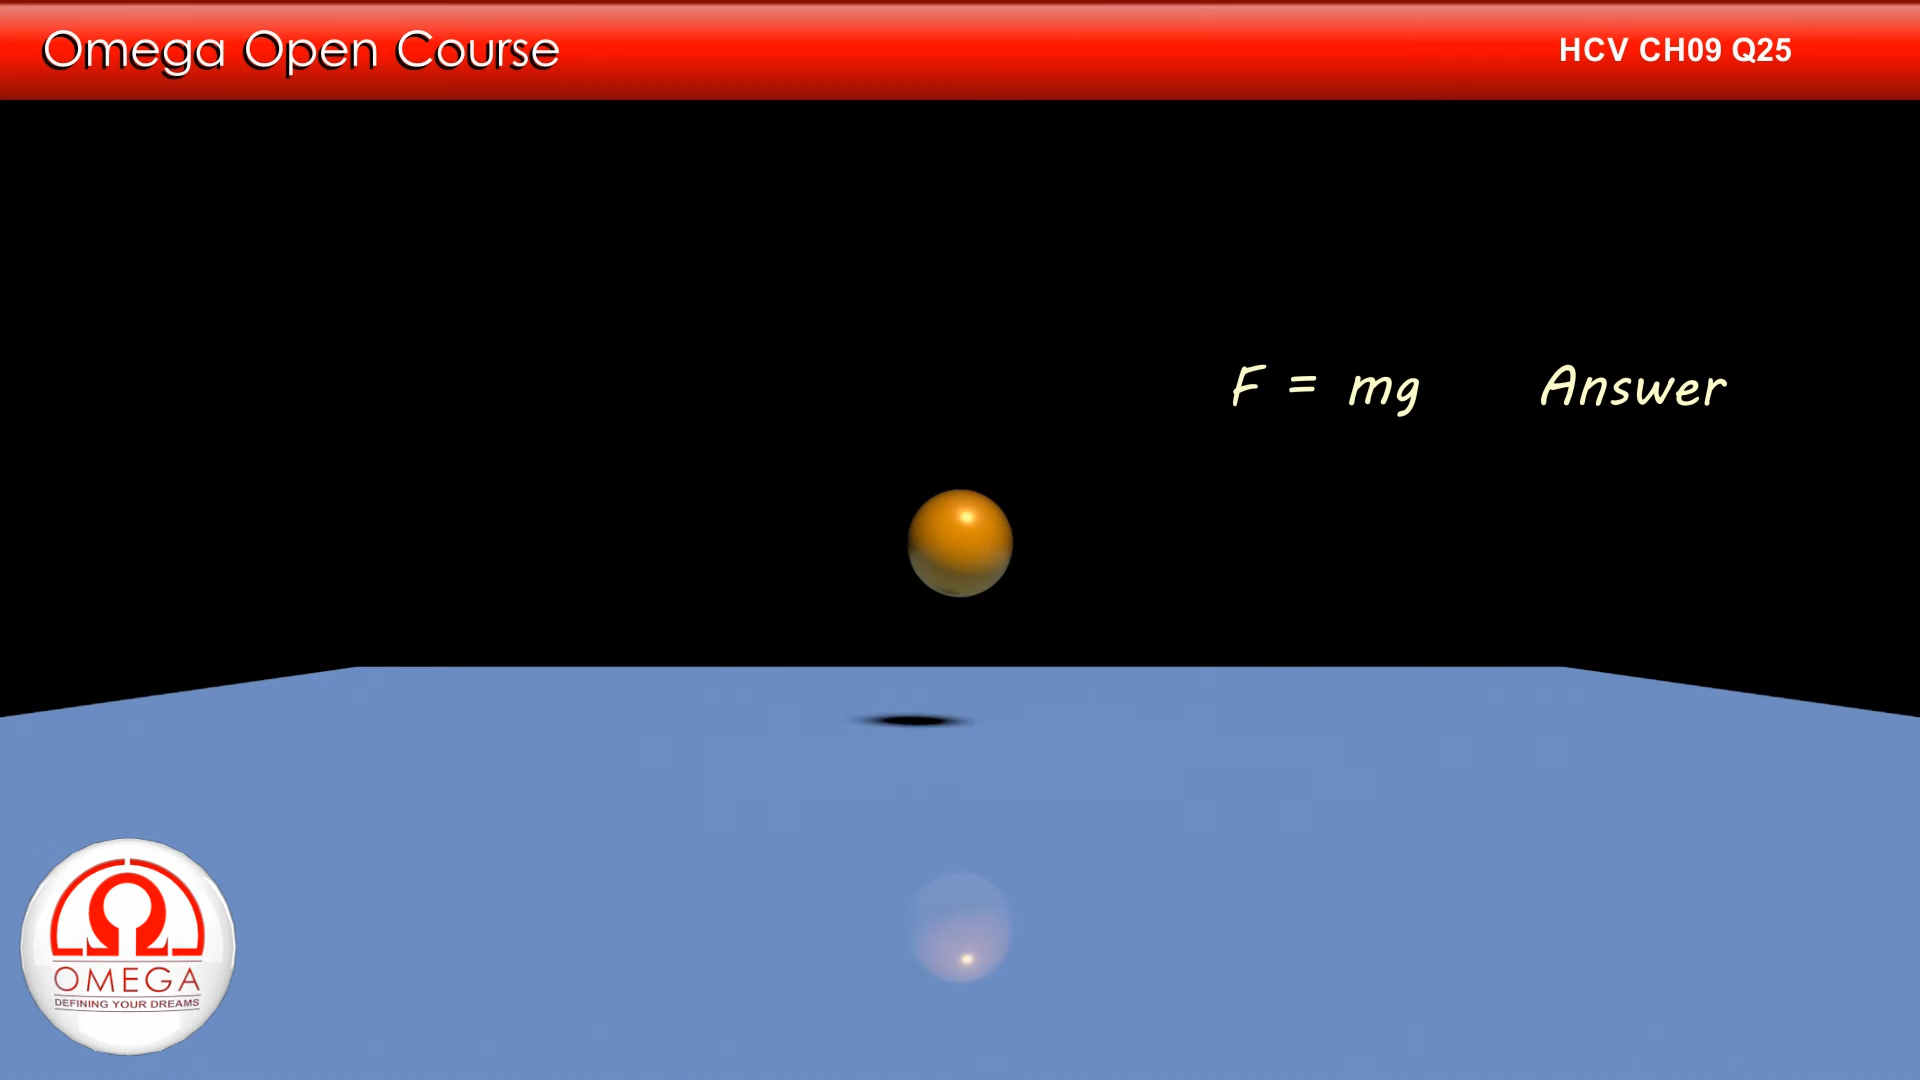 Omega Open Course
HCV CH09 Q25
F = mg Answer
Ω
OMEGA
DEFINING YOUR DREAMS